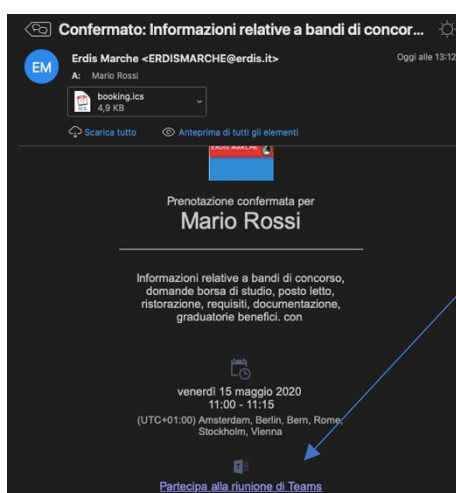 Confermato: Informazioni relative a bandi di concor...
EM
Erdis Marche <ERDISMARCHE@erdis.it>
Oggi alle 13:12
A: Mario Rossi
booking.ics
4,9 KB
Scarica tutto
Anteprima di tutti gli elementi
ERDIS MARCHE
Prenotazione confermata per
Mario Rossi
Informazioni relative a bandi di concorso,
domande borsa di studio, posto letto,
ristorazione, requisiti, documentazione,
graduatorie benefici. con
venerdì 15 maggio 2020
11:00 - 11:15
(UTC+01:00) Amsterdam, Berlin, Bern, Rome,
Stockholm, Vienna
Partecipa alla riunione di Teams